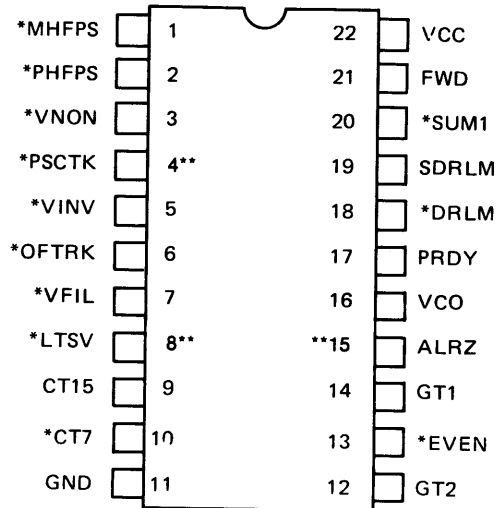 *MHFPS 1 22 VCC
*PHFPS 2 21 FWD
*VNON 3 20 *SUM1
*PSCTK 4** 19 SDRLM
*VINV 5 18 *DRLM
*OFTRK 6 17 PRDY
*VFIL 7 16 VCO
*LTSV 8** **15 ALRZ
CT15 9 14 GT1
*CT7 10 13 *EVEN
GND 11 12 GT2